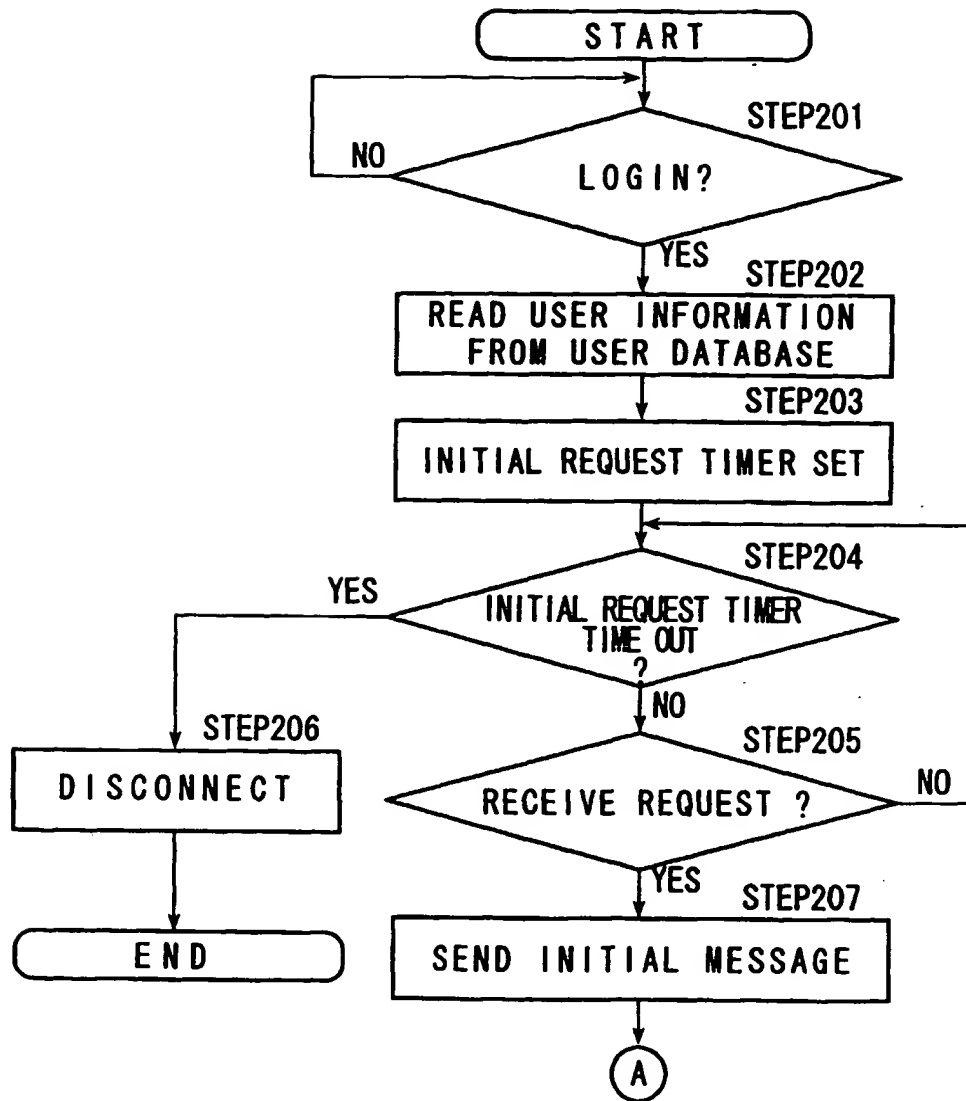 START
STEP201
NO
LOGIN?
YES
STEP202
READ USER INFORMATION
FROM USER DATABASE
STEP203
INITIAL REQUEST TIMER SET
STEP204
YES
INITIAL REQUEST TIMER
TIME OUT
?
NO
STEP206
STEP205
DISCONNECT
RECEIVE REQUEST ?
NO
YES
STEP207
END
SEND INITIAL MESSAGE
A